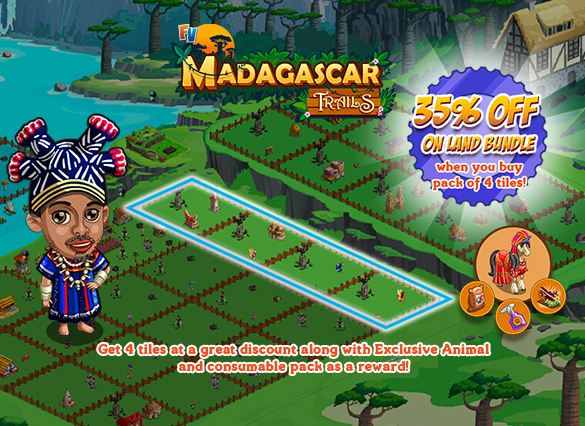 FV
MADAGASCAR
TRAILS
35% OFF
ON LAND BUNDLE
when you buy
pack of 4 tiles!
Get 4 tiles at a great discount along with Exclusive Animal
and consumable pack as a reward!